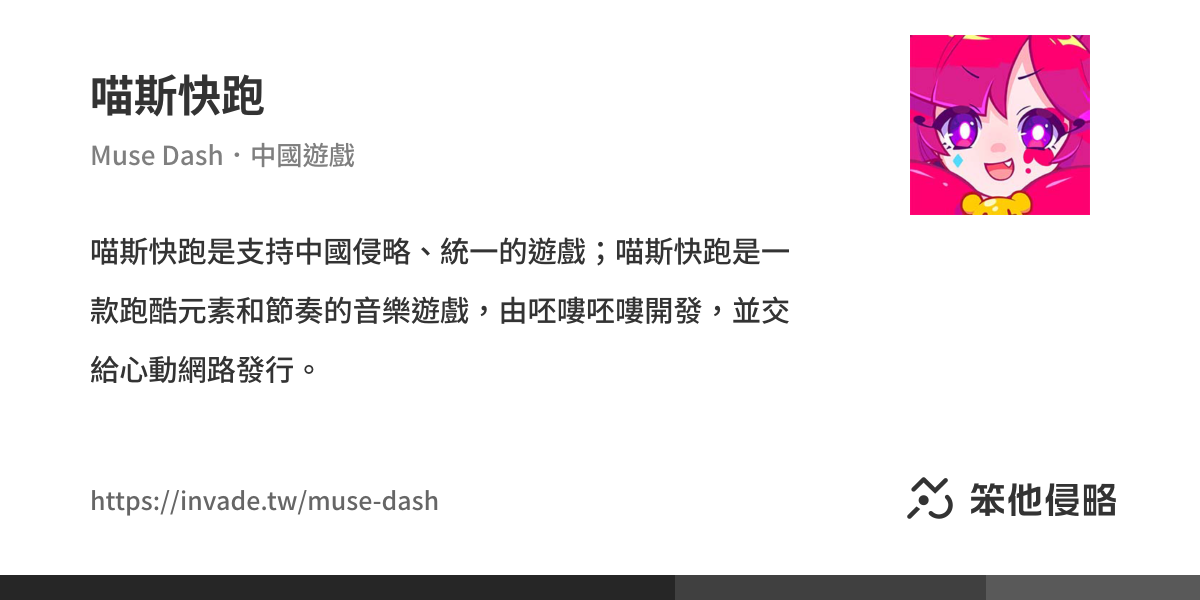 喵斯快跑
Muse Dash・中國遊戲
喵斯快跑是支持中國侵略、統一的遊戲；喵斯快跑是一
款跑酷元素和節奏的音樂遊戲，由呸嘍呸嘍開發，並交
給心動網路發行。
https://invade.tw/muse-dash
笨他侵略